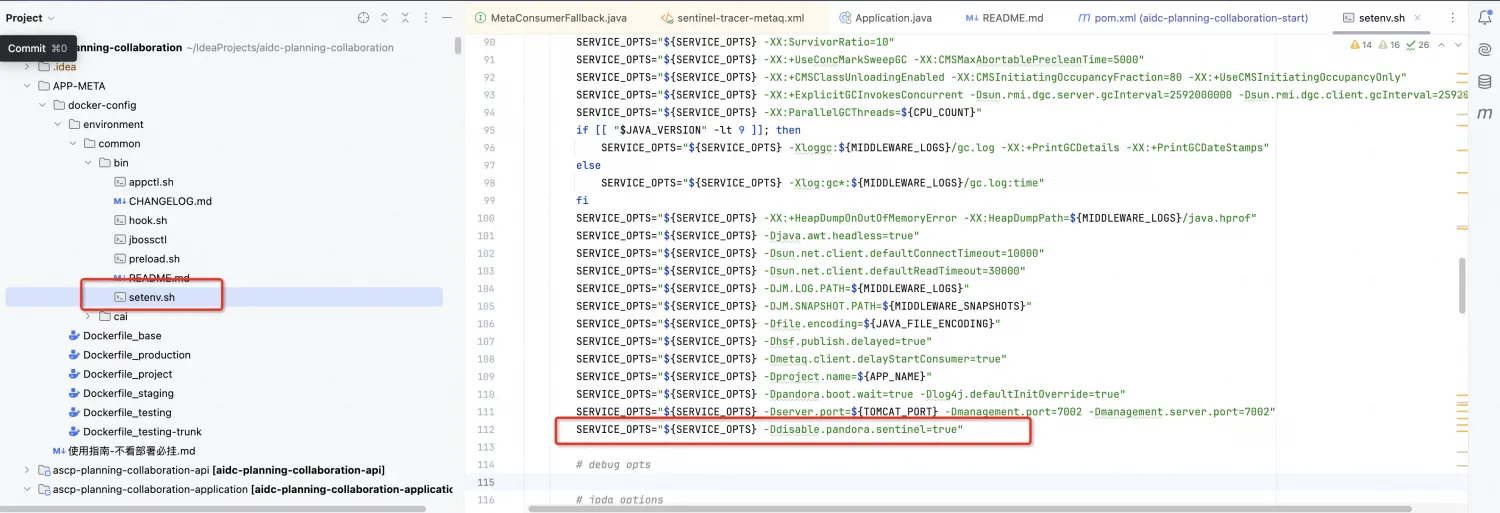 Project
MetaConsumerFallback.java
sentinel-tracer-metaq.xml
Application.java
README.md
pom.xml (aidc-planning-collaboration-start)
setenv.sh
Commit ⌘0
planning-collaboration ~/IdeaProjects/aidc-planning-collaboration
.idea
APP-META
docker-config
environment
common
bin
appctl.sh
CHANGELOG.md
hook.sh
jbossctl
preload.sh
README.md
setenv.sh
cai
Dockerfile_base
Dockerfile_production
Dockerfile_project
Dockerfile_staging
Dockerfile_testing
Dockerfile_testing-trunk
使用指南-不看部署必挂.md
ascp-planning-collaboration-api [aidc-planning-collaboration-api]
ascp-planning-collaboration-application [aidc-planning-collaboration-applicatio
14 16 26
90 SERVICE_OPTS="${SERVICE_OPTS} -XX:SurvivorRatio=10"
91 SERVICE_OPTS="${SERVICE_OPTS} -XX:+UseConcMarkSweepGC -XX:CMSMaxAbortablePrecleanTime=5000"
92 SERVICE_OPTS="${SERVICE_OPTS} -XX:+CMSClassUnloadingEnabled -XX:CMSInitiatingOccupancyFraction=80 -XX:+UseCMSInitiatingOccupancyOnly"
93 SERVICE_OPTS="${SERVICE_OPTS} -XX:+ExplicitGCInvokesConcurrent -Dsun.rmi.dgc.server.gcInterval=2592000000 -Dsun.rmi.dgc.client.gcInterval=2592
94 SERVICE_OPTS="${SERVICE_OPTS} -XX:ParallelGCThreads=${CPU_COUNT}"
95 if [[ "$JAVA_VERSION" -lt 9 ]]; then
96 SERVICE_OPTS="${SERVICE_OPTS} -Xloggc:${MIDDLEWARE_LOGS}/gc.log -XX:+PrintGCDetails -XX:+PrintGCDateStamps"
97 else
98 SERVICE_OPTS="${SERVICE_OPTS} -Xlog:gc*:${MIDDLEWARE_LOGS}/gc.log:time"
99 fi
100 SERVICE_OPTS="${SERVICE_OPTS} -XX:+HeapDumpOnOutOfMemoryError -XX:HeapDumpPath=${MIDDLEWARE_LOGS}/java.hprof"
101 SERVICE_OPTS="${SERVICE_OPTS} -Djava.awt.headless=true"
102 SERVICE_OPTS="${SERVICE_OPTS} -Dsun.net.client.defaultConnectTimeout=10000"
103 SERVICE_OPTS="${SERVICE_OPTS} -Dsun.net.client.defaultReadTimeout=30000"
104 SERVICE_OPTS="${SERVICE_OPTS} -DJM.LOG.PATH=${MIDDLEWARE_LOGS}"
105 SERVICE_OPTS="${SERVICE_OPTS} -DJM.SNAPSHOT.PATH=${MIDDLEWARE_SNAPSHOTS}"
106 SERVICE_OPTS="${SERVICE_OPTS} -Dfile.encoding=${JAVA_FILE_ENCODING}"
107 SERVICE_OPTS="${SERVICE_OPTS} -Dhsf.publish.delayed=true"
108 SERVICE_OPTS="${SERVICE_OPTS} -Dmetaq.client.delayStartConsumer=true"
109 SERVICE_OPTS="${SERVICE_OPTS} -Dproject.name=${APP_NAME}"
110 SERVICE_OPTS="${SERVICE_OPTS} -Dpandora.boot.wait=true -Dlog4j.defaultInitOverride=true"
111 SERVICE_OPTS="${SERVICE_OPTS} -Dserver.port=${TOMCAT_PORT} -Dmanagement.port=7002 -Dmanagement.server.port=7002"
112 SERVICE_OPTS="${SERVICE_OPTS} -Ddisable.pandora.sentinel=true"
113
114 # debug opts
115
116 # jpda options